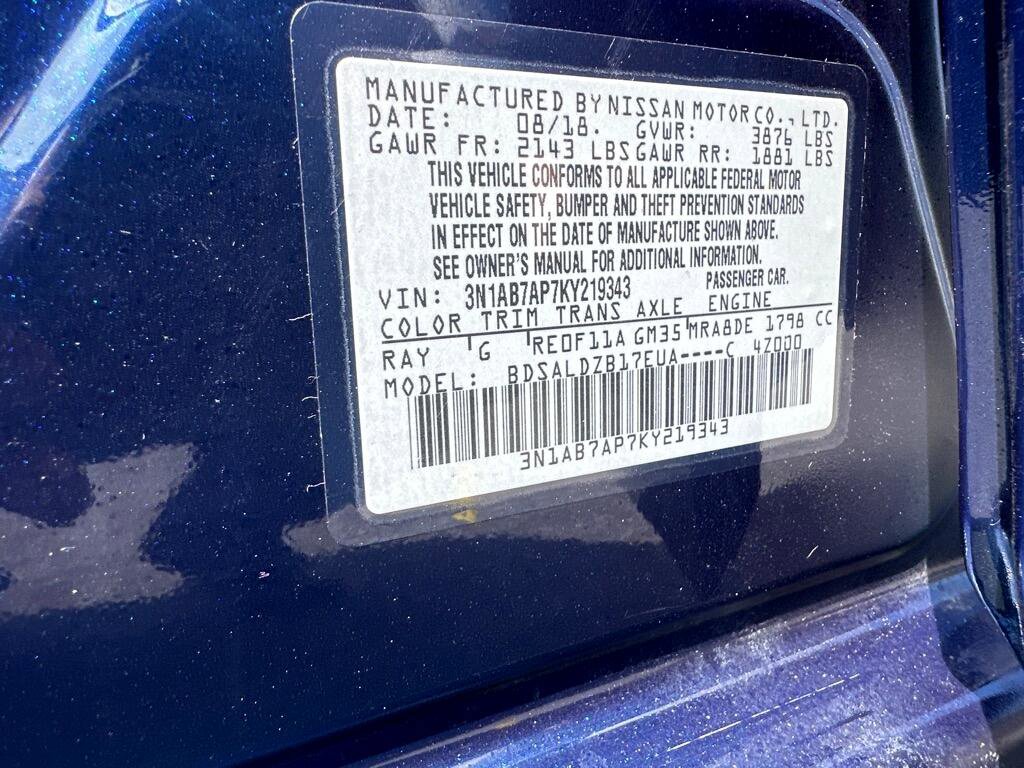 MANUFACTURED BY NISSAN MOTOR CO., LTD.
DATE: 08/18. GVWR: 3876 LBS
GAWR FR: 2143 LBS GAWR RR: 1881 LBS
THIS VEHICLE CONFORMS TO ALL APPLICABLE FEDERAL MOTOR
VEHICLE SAFETY, BUMPER AND THEFT PREVENTION STANDARDS
IN EFFECT ON THE DATE OF MANUFACTURE SHOWN ABOVE.
SEE OWNER'S MANUAL FOR ADDITIONAL INFORMATION.
VIN: 3N1AB7AP7KY219343 PASSENGER CAR.
COLOR TRIM TRANS AXLE ENGINE
RAY G RE0F11A GM35 MRA8DE 1798 CC
MODEL: BDSALDZB17EUA----C 4Z000
3N1AB7AP7KY219343